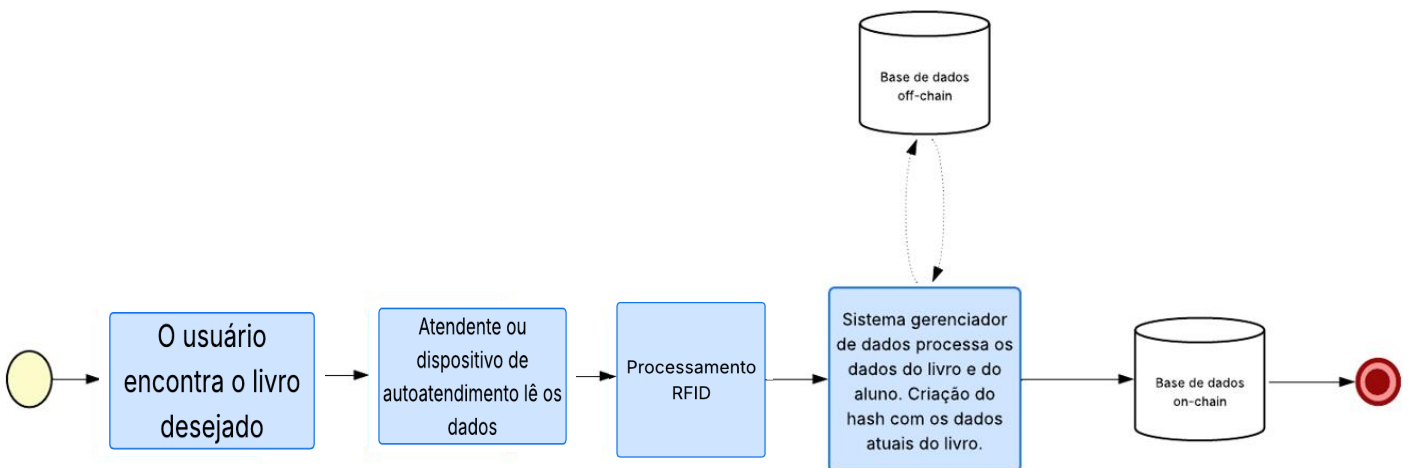 Base de dados
off-chain
O usuário
encontra o livro
desejado
Atendente ou
dispositivo de
autoatendimento lê os
dados
Processamento
RFID
Sistema gerenciador
de dados processa os
dados do livro e do
aluno. Criação do
hash com os dados
atuais do livro.
Base de dados
on-chain